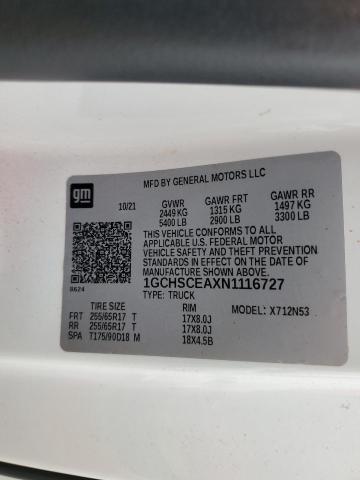 gm
MFD BY GENERAL MOTORS LLC
10/21 GVWR GAWR FRT GAWR RR
2449 KG 1315 KG 1497 KG
5400 LB 2900 LB 3300 LB
THIS VEHICLE CONFORMS TO ALL
APPLICABLE U.S. FEDERAL MOTOR
VEHICLE SAFETY AND THEFT PREVENTION
STANDARDS IN EFFECT ON THE DATE OF
MANUFACTURE SHOWN ABOVE.
8624 1GCHSCEAXN1116727
TYPE: TRUCK
TIRE SIZE RIM MODEL: X712N53
FRT 255/65R17 T 17X8.0J
RR 255/65R17 T 17X8.0J
SPA T175/90D18 M 18X4.5B